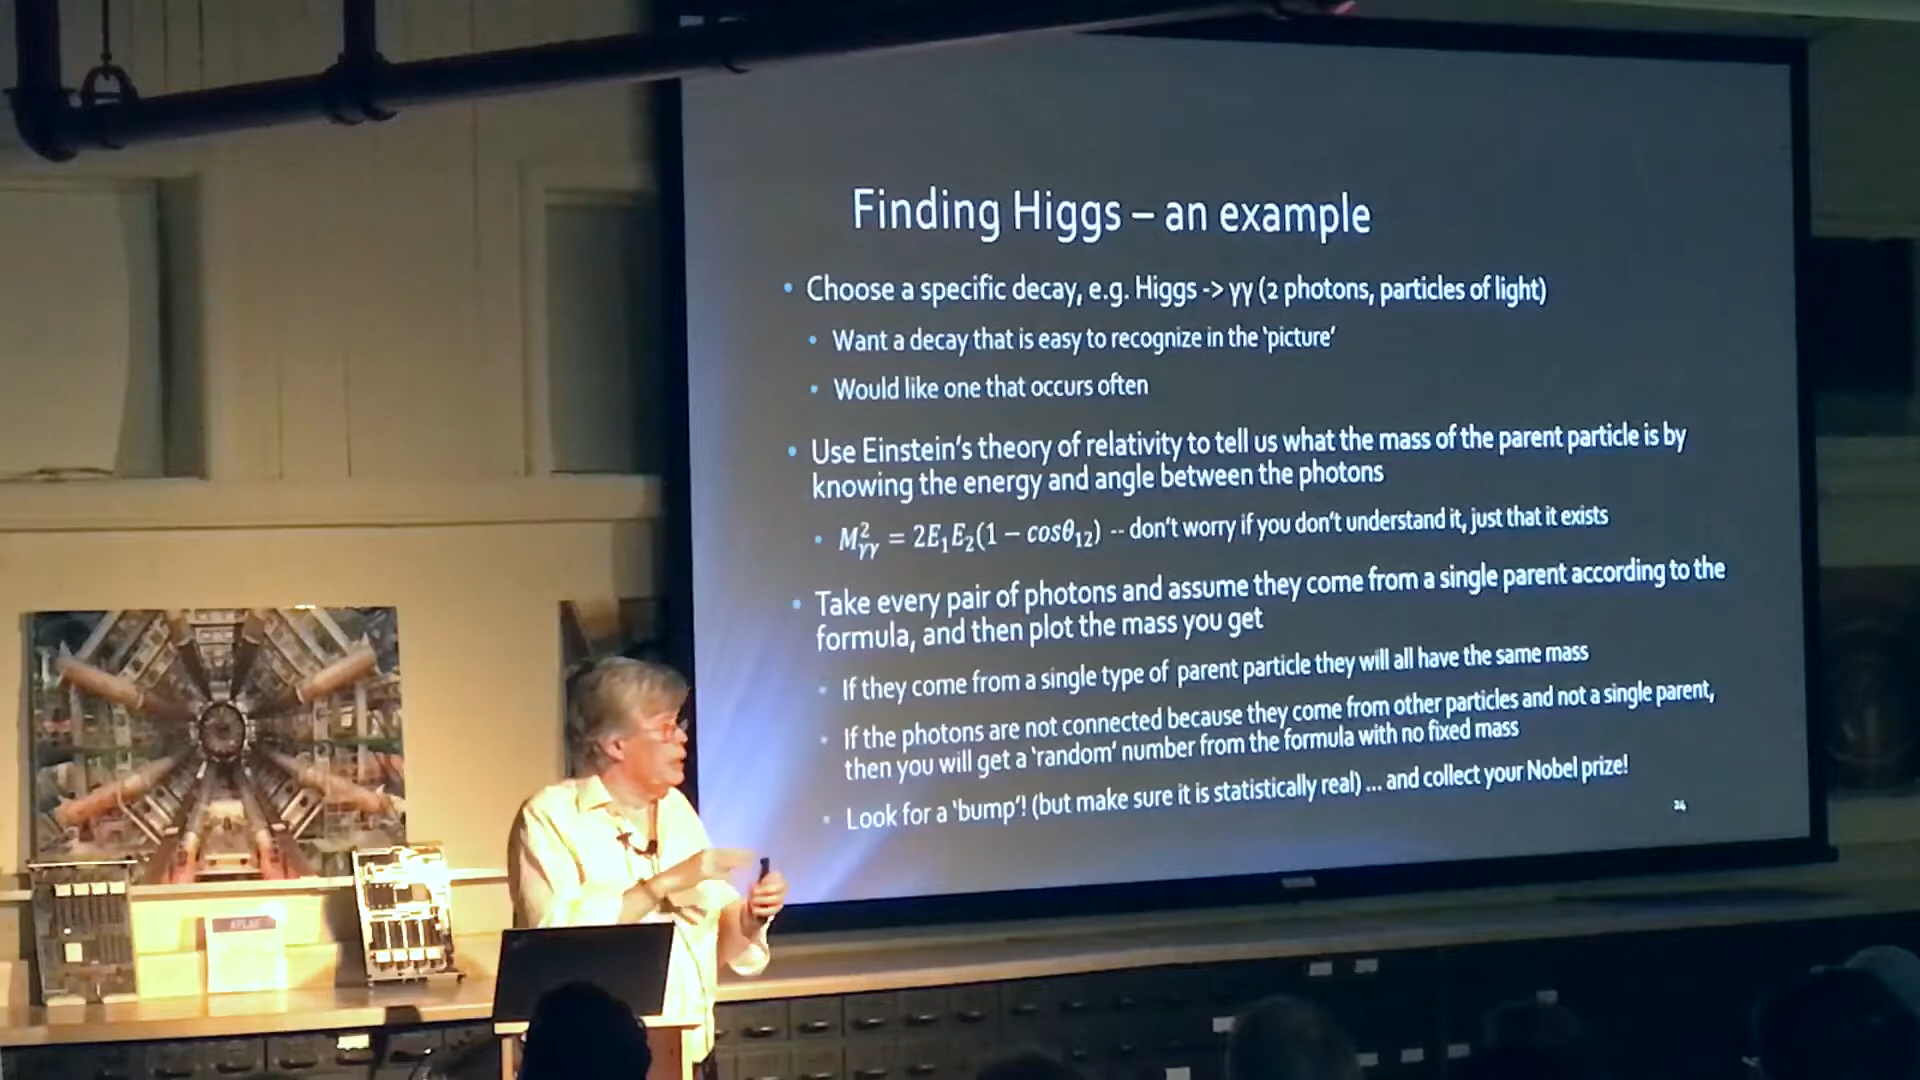 Finding Higgs – an example
• Choose a specific decay, e.g. Higgs -> γγ (2 photons, particles of light)
• Want a decay that is easy to recognize in the ‘picture’
• Would like one that occurs often
• Use Einstein’s theory of relativity to tell us what the mass of the parent particle is by
knowing the energy and angle between the photons
• M²γγ = 2E₁E₂(1 – cosθ₁₂) -- don’t worry if you don’t understand it, just that it exists
• Take every pair of photons and assume they come from a single parent according to the
formula, and then plot the mass you get
• If they come from a single type of parent particle they will all have the same mass
• If the photons are not connected because they come from other particles and not a single parent,
then you will get a ‘random’ number from the formula with no fixed mass
• Look for a ‘bump’! (but make sure it is statistically real) ... and collect your Nobel prize!
24
ATLAS